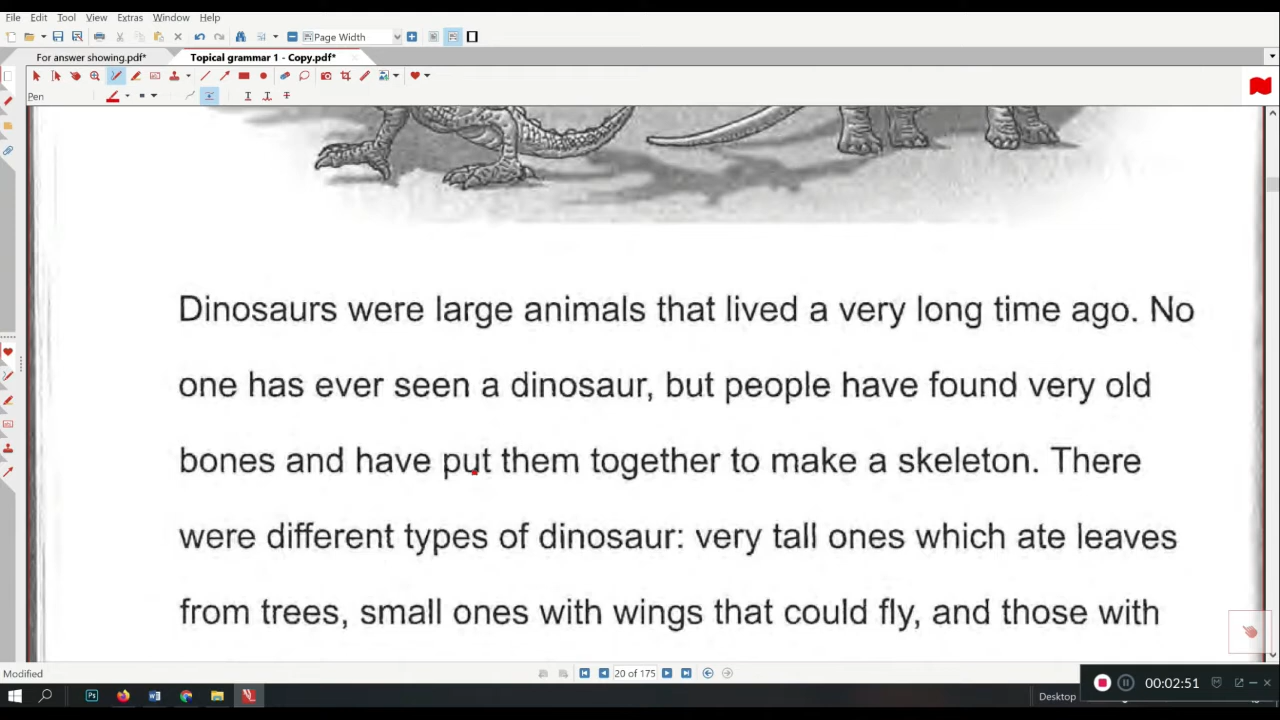 File Edit Tool View Extras Window Help
Page Width
For answer showing.pdf* Topical grammar 1 - Copy.pdf*
Pen
Dinosaurs were large animals that lived a very long time ago. No
one has ever seen a dinosaur, but people have found very old
bones and have put them together to make a skeleton. There
were different types of dinosaur: very tall ones which ate leaves
from trees, small ones with wings that could fly, and those with
Modified 20 of 175
Desktop 00:02:51